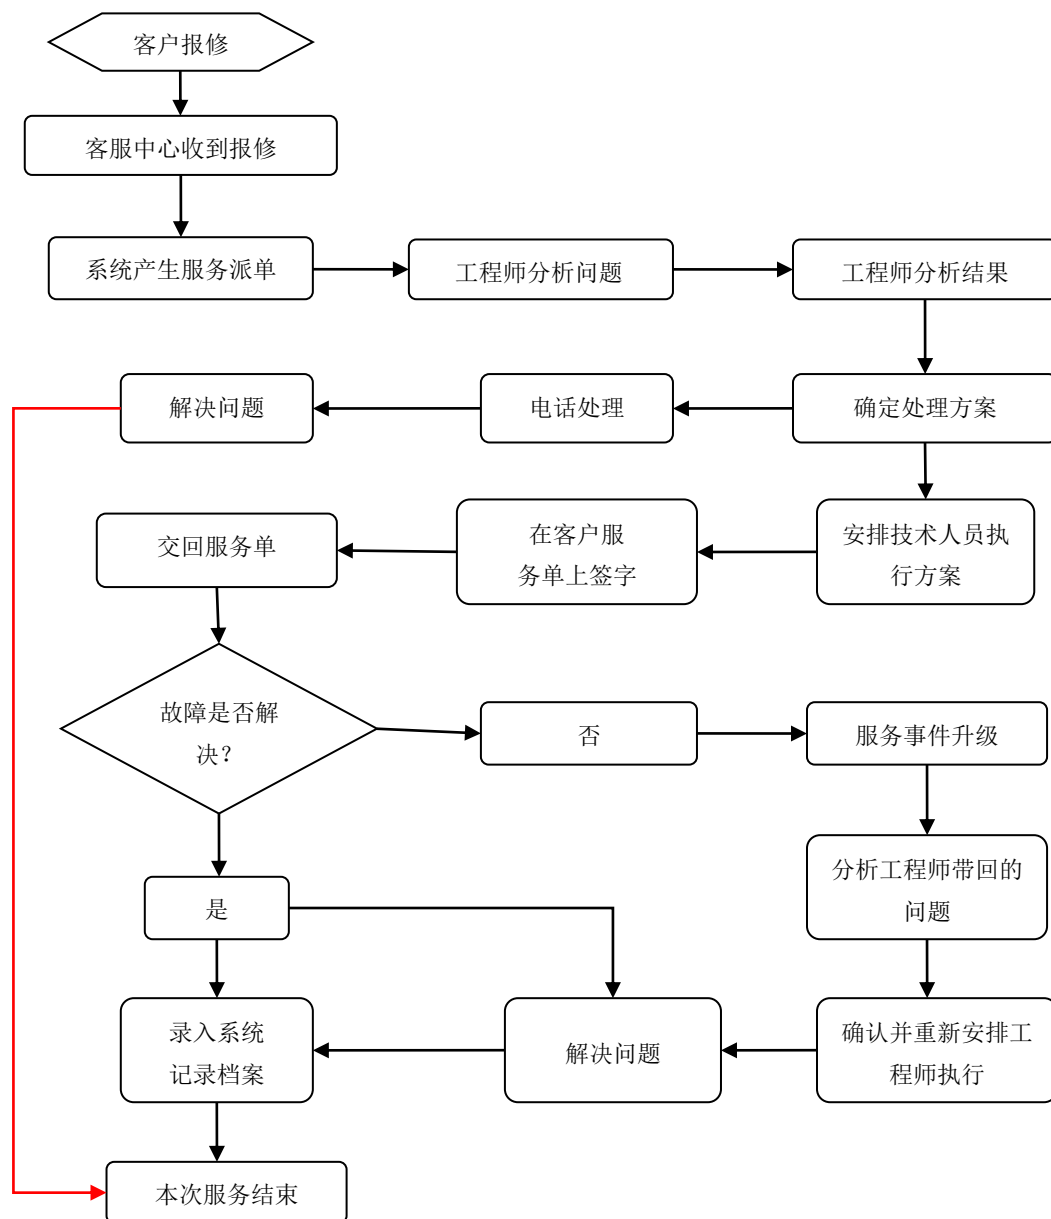 客户报修
客服中心收到报修
系统产生服务派单
工程师分析问题
工程师分析结果
解决问题
电话处理
确定处理方案
交回服务单
在客户服
务单上签字
安排技术人员执
行方案
故障是否解
决？
否
服务事件升级
分析工程师带回的
问题
是
录入系统
记录档案
解决问题
确认并重新安排工
程师执行
本次服务结束